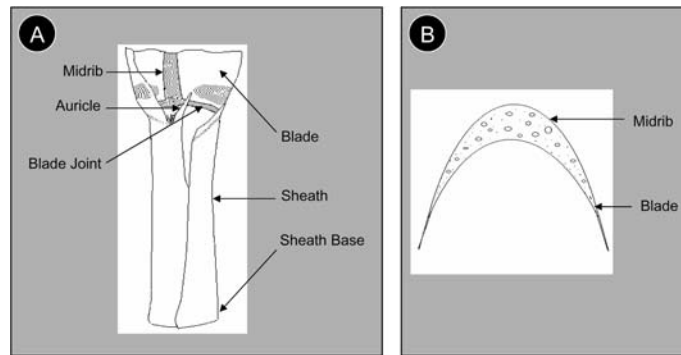 A
Midrib
Auricle
Blade Joint
Blade
Sheath
Sheath Base
B
Midrib
Blade